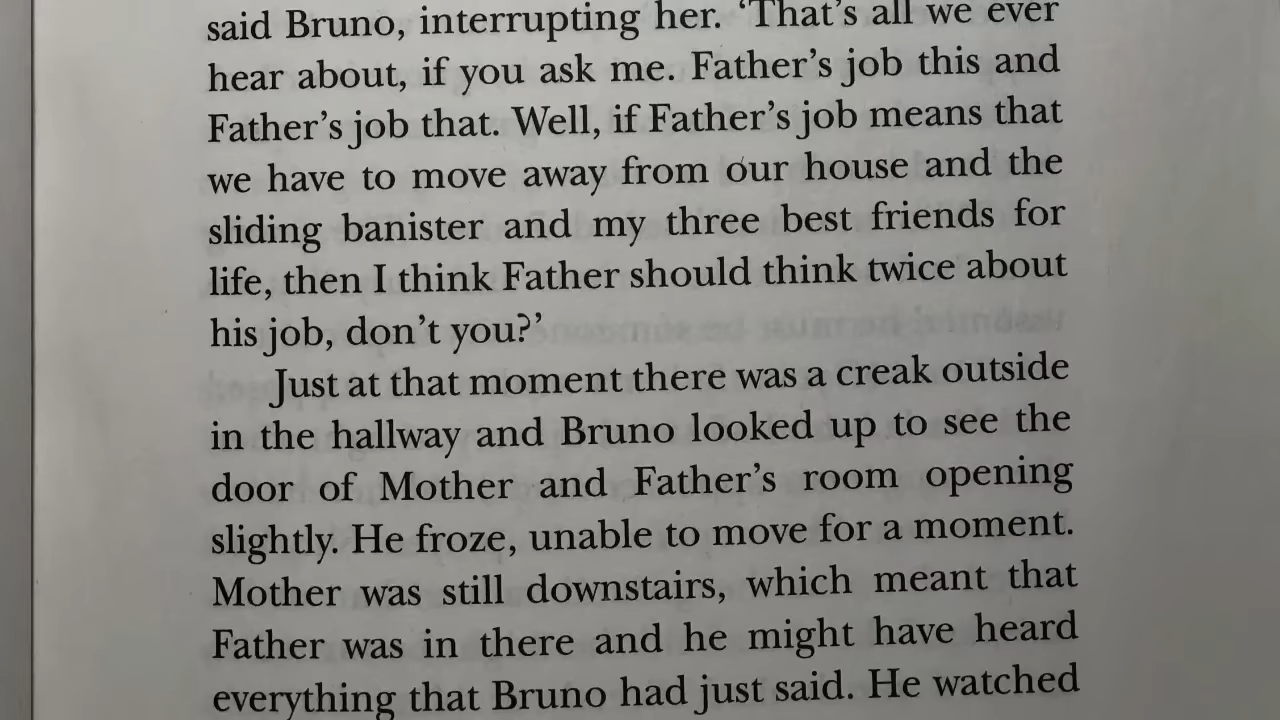 said Bruno, interrupting her. ‘That’s all we ever
hear about, if you ask me. Father’s job this and
Father’s job that. Well, if Father’s job means that
we have to move away from our house and the
sliding banister and my three best friends for
life, then I think Father should think twice about
his job, don’t you?’
Just at that moment there was a creak outside
in the hallway and Bruno looked up to see the
door of Mother and Father’s room opening
slightly. He froze, unable to move for a moment.
Mother was still downstairs, which meant that
Father was in there and he might have heard
everything that Bruno had just said. He watched